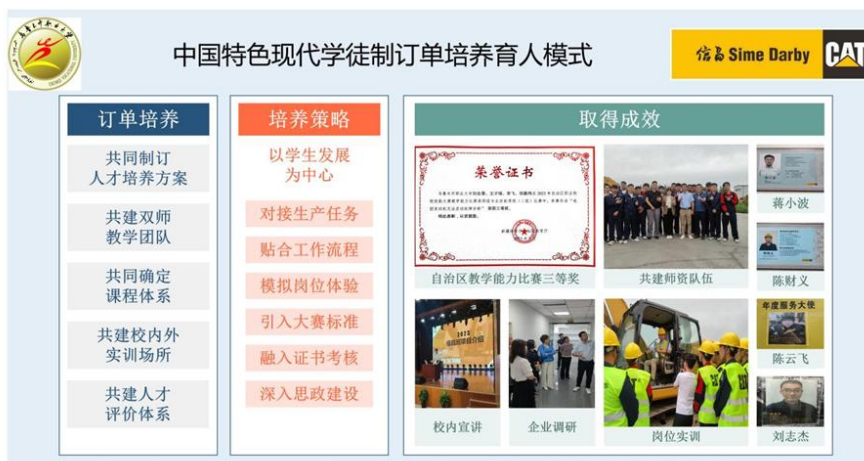 中国特色现代学徒制订单培养育人模式
信昌 Sime Darby
CAT
订单培养
共同制订
人才培养方案
共建双师
教学团队
共同确定
课程体系
共建校内外
实训场所
共建人才
评价体系
培养策略
以学生发展
为中心
对接生产任务
贴合工作流程
模拟岗位体验
引入大赛标准
融入证书考核
深入思政建设
取得成效
荣誉证书
自治区教学能力比赛三等奖
共建师资队伍
蒋小波
陈财义
年度服务大使
陈云飞
2023
校内宣讲
企业调研
岗位实训
刘志杰